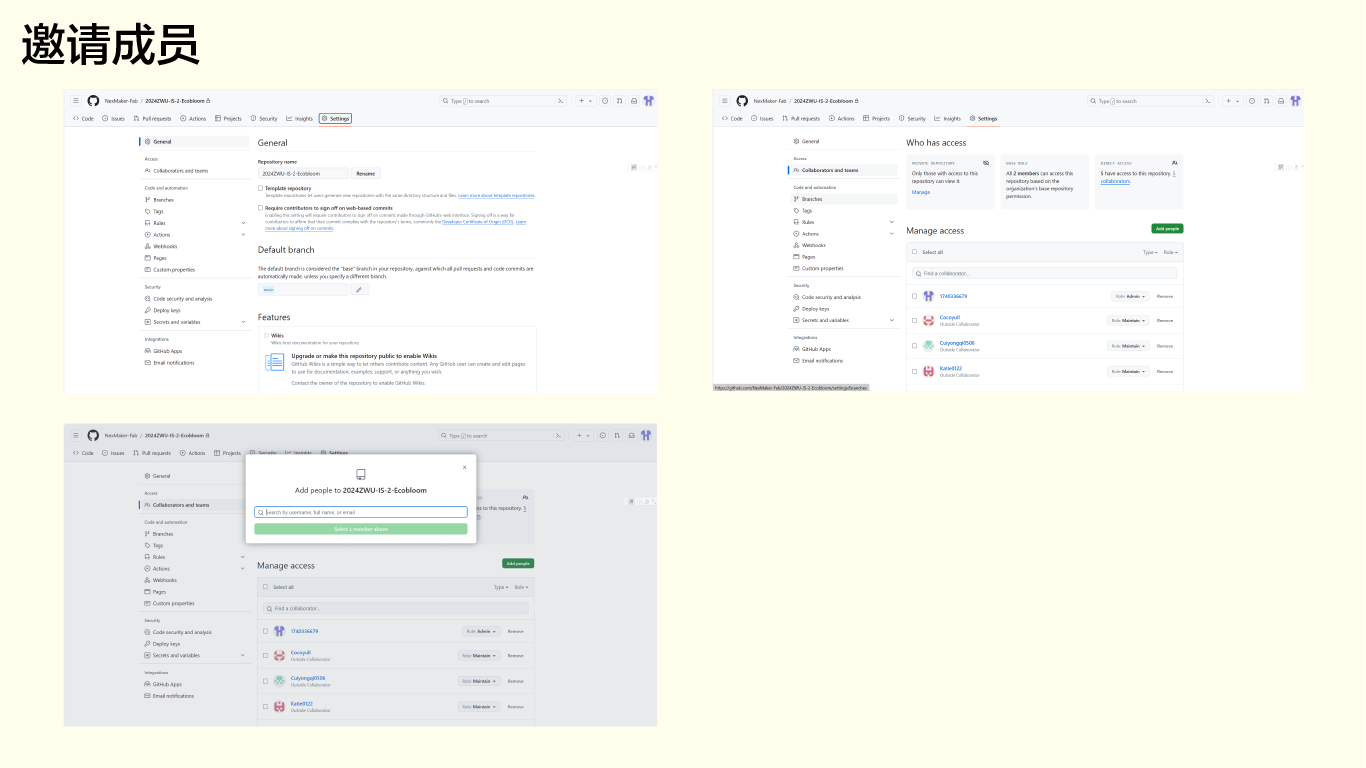 邀请成员
NexMaker-Fab / 2024ZWU-IS-2-Ecobloom
Type / to search
Code Issues Pull requests Actions Projects Security Insights Settings
General
Access
Collaborators and teams
Code and automation
Branches
Tags
Rules
Actions
Webhooks
Pages
Custom properties
Security
Code security and analysis
Deploy keys
Secrets and variables
Integrations
GitHub Apps
Email notifications
General
Repository name
2024ZWU-IS-2-Ecobloom Rename
Template repository
Template repositories let users generate new repositories with the same directory structure and files. Learn more about template repositories.
Require contributors to sign off on web-based commits
Enabling this setting will require contributors to sign off on commits made through GitHub's web interface. Signing off is a way for
contributors to affirm that their commit complies with the repository's terms, commonly the Developer Certificate of Origin (DCO). Learn
more about signing off on commits.
Default branch
The default branch is considered the "base" branch in your repository, against which all pull requests and code commits are
automatically made, unless you specify a different branch.
main
Features
Wikis
Wikis host documentation for your repository.
Upgrade or make this repository public to enable Wikis
GitHub Wikis is a simple way to let others contribute content. Any GitHub user can create and edit pages
to use for documentation, examples, support, or anything you wish.
Contact the owner of the repository to enable GitHub Wikis
NexMaker-Fab / 2024ZWU-IS-2-Ecobloom
Type / to search
Code Issues Pull requests Actions Projects Security Insights Settings
General
Access
Collaborators and teams
Code and automation
Branches
Tags
Rules
Actions
Webhooks
Pages
Custom properties
Security
Code security and analysis
Deploy keys
Secrets and variables
Integrations
GitHub Apps
Email notifications
https://github.com/NexMaker-Fab/2024ZWU-IS-2-Ecobloom/settings/branches
Who has access
PRIVATE REPOSITORY
Only those with access to this
repository can view it.
Manage
BASE ROLE
All 2 members can access this
repository based on the
organization's base repository
permission.
DIRECT ACCESS
5 have access to this repository. 5
collaborators.
Manage access Add people
Select all Type Role
Find a collaborator...
1740336679 Role: Admin Remove
Cocoyull Role: Maintain Remove
Outside Collaborator
Cuiyongqi0506 Role: Maintain Remove
Outside Collaborator
Katie0122 Role: Maintain Remove
Outside Collaborator
NexMaker-Fab / 2024ZWU-IS-2-Ecobloom
Type / to search
Code Issues Pull requests Actions Projects Security Insights Settings
General
Access
Collaborators and teams
Code and automation
Branches
Tags
Rules
Actions
Webhooks
Pages
Custom properties
Security
Code security and analysis
Deploy keys
Secrets and variables
Integrations
GitHub Apps
Email notifications
Add people to 2024ZWU-IS-2-Ecobloom
Search by username, full name, or email
Select a member above
ss to this repository. 5
Manage access Add people
Select all Type Role
Find a collaborator...
1740336679 Role: Admin Remove
Cocoyull Role: Maintain Remove
Outside Collaborator
Cuiyongqi0506 Role: Maintain Remove
Outside Collaborator
Katie0122 Role: Maintain Remove
Outside Collaborator